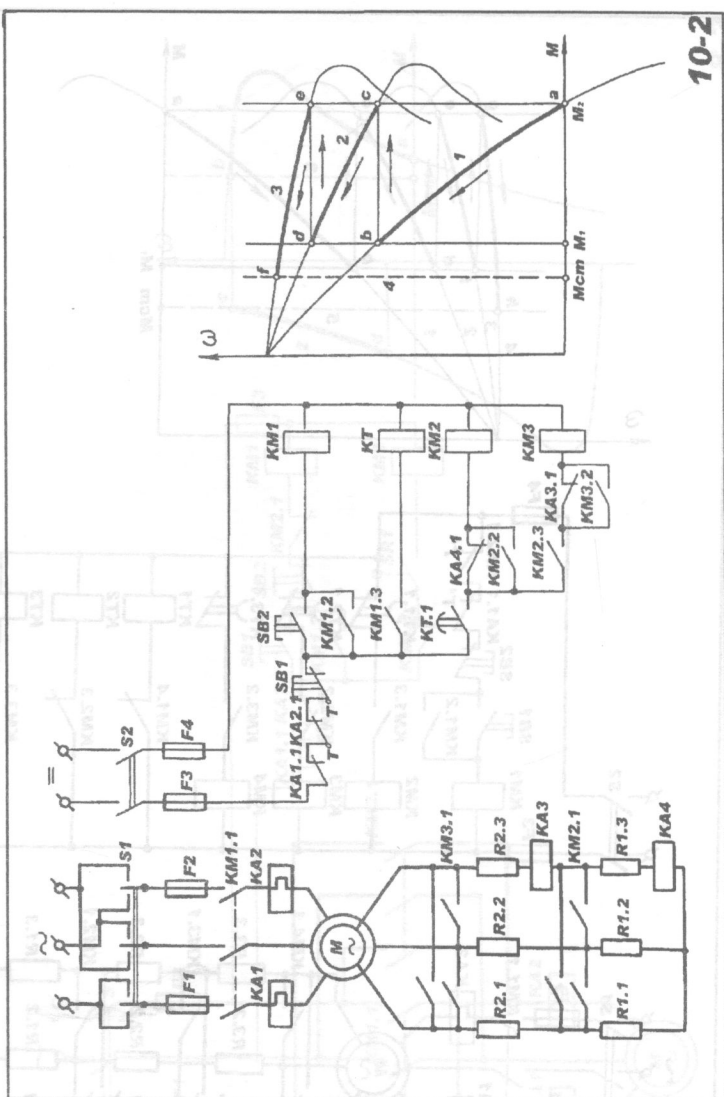 10-2
~
S1
F1
F2
KM1.1
KA1
KA2
M
~
KM3.1
R2.1
R2.2
R2.3
KA3
KM2.1
R1.1
R1.2
R1.3
KA4
=
S2
F3
F4
KA1.1
KA2.1
T
T
SB1
SB2
KM1.2
KM1
KM1.3
KT
KT.1
KA4.1
KM2.2
KM2
KM2.3
KA3.1
KM3.2
KM3
ω
f
3
e
d
2
c
b
1
a
4
Mст
M₁
M₂
M